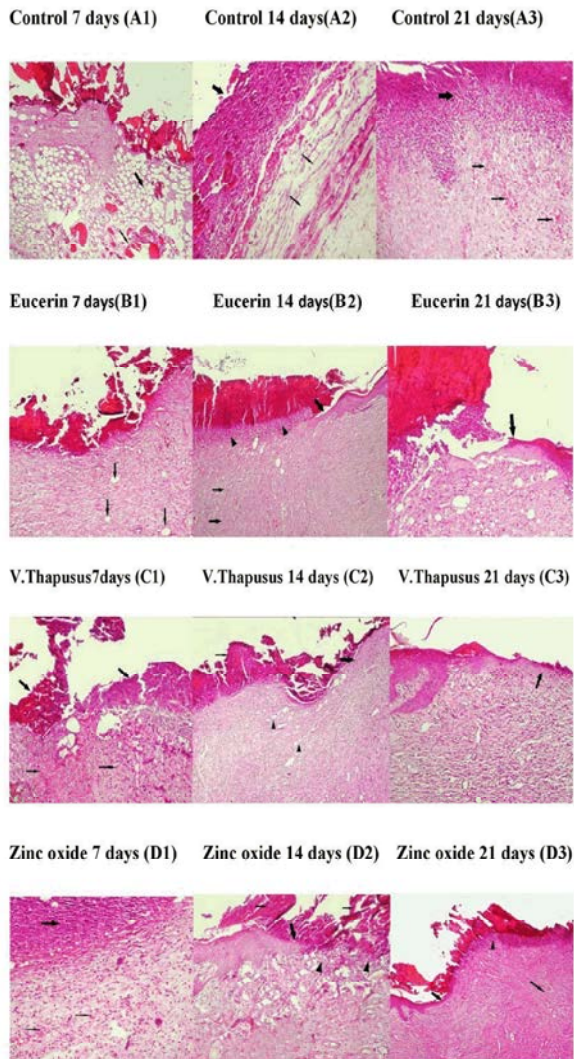 Control 7 days (A1) Control 14 days(A2) Control 21 days(A3)
Eucerin 7 days(B1) Eucerin 14 days(B2) Eucerin 21 days(B3)
V.Thapusus7days (C1) V.Thapusus 14 days (C2) V.Thapusus 21 days (C3)
Zinc oxide 7 days (D1) Zinc oxide 14 days (D2) Zinc oxide 21 days (D3)